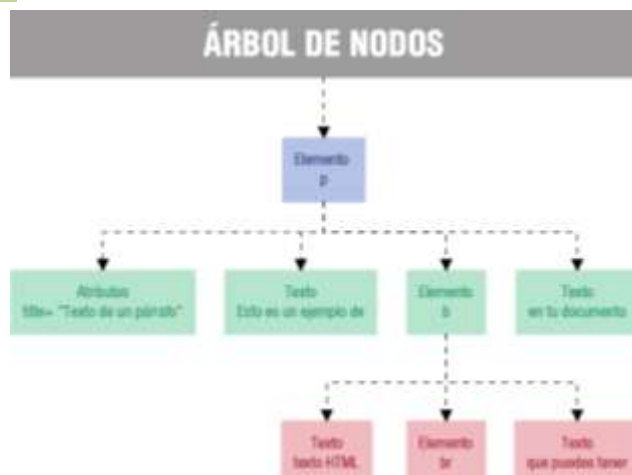 ÁRBOL DE NODOS
Elemento
p
Atributos
title= "Texto de un párrafo"
Texto
Esto es un ejemplo de
Elemento
b
Texto
en tu documento
Texto
texto HTML
Elemento
br
Texto
que puedes tener